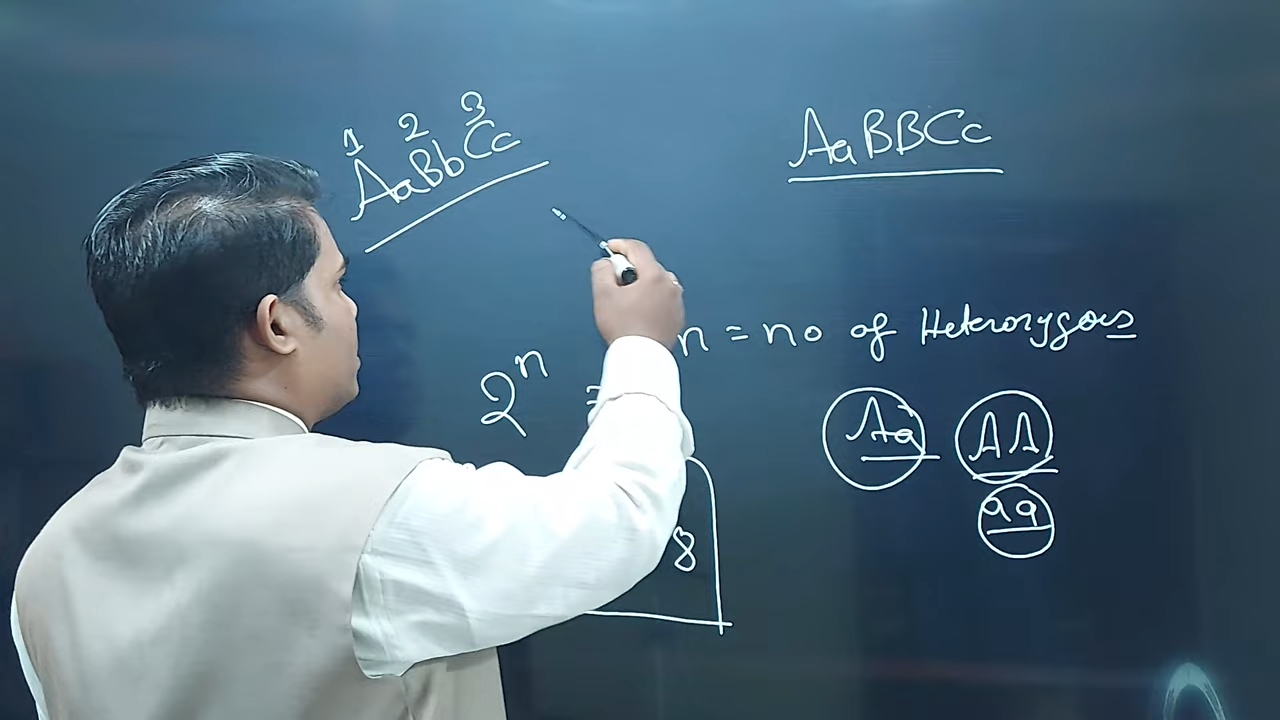 1 2 3
AaBbCc
AaBBCc
n = no of Heterozygous
2ⁿ =
Aa AA
aa
8